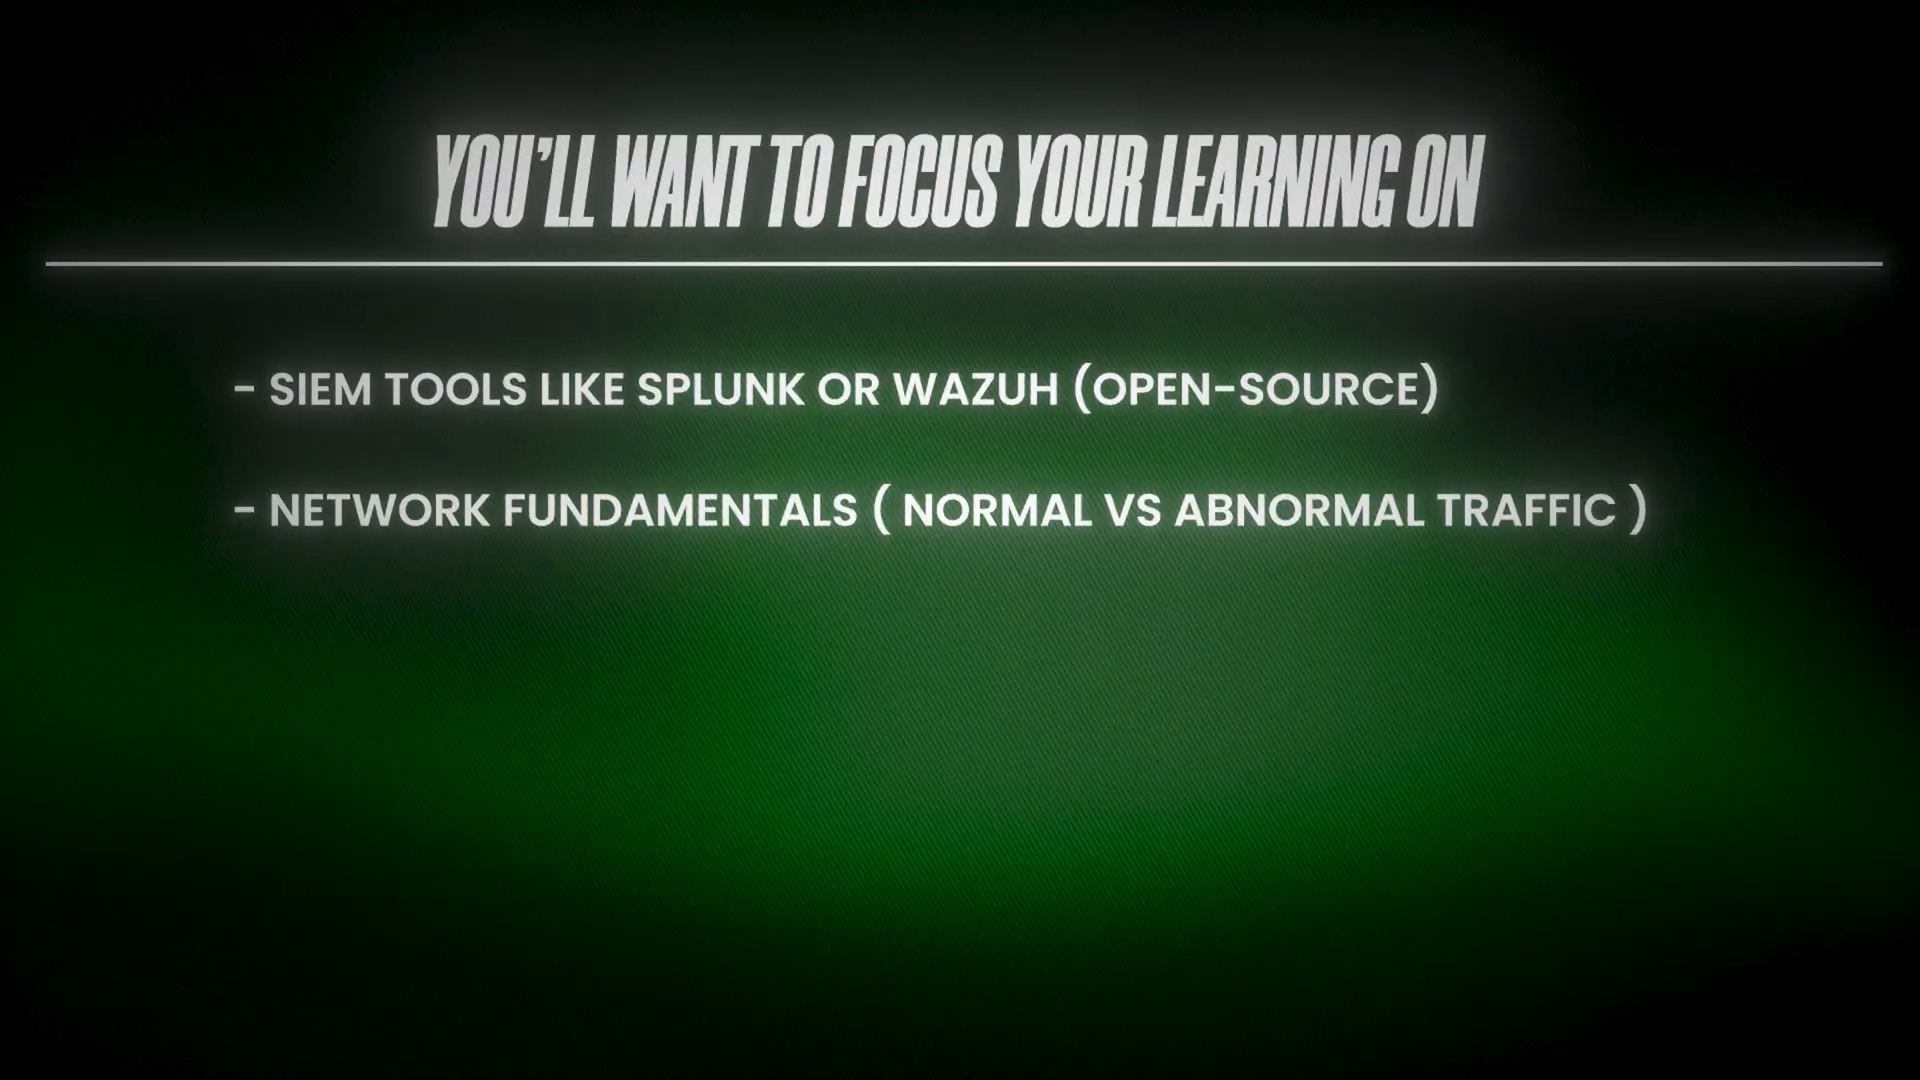 YOU'LL WANT TO FOCUS YOUR LEARNING ON
- SIEM TOOLS LIKE SPLUNK OR WAZUH (OPEN-SOURCE)
- NETWORK FUNDAMENTALS ( NORMAL VS ABNORMAL TRAFFIC )